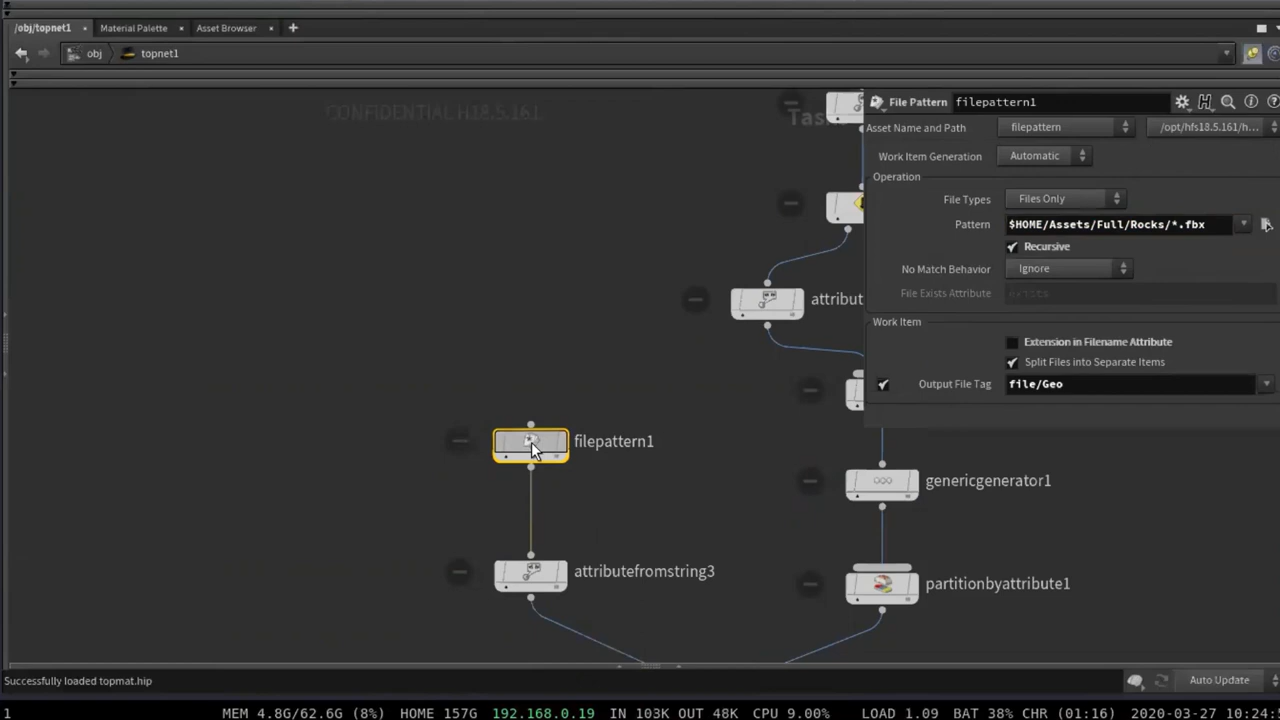 /obj/topnet1 Material Palette Asset Browser
obj topnet1
CONFIDENTIAL H18.5.161
File Pattern filepattern1
Asset Name and Path filepattern /opt/hfs18.5.161/h...
Work Item Generation Automatic
Operation
File Types Files Only
Pattern $HOME/Assets/Full/Rocks/*.fbx
Recursive
No Match Behavior Ignore
File Exists Attribute exists
Work Item
Extension in Filename Attribute
Split Files into Separate Items
Output File Tag file/Geo
filepattern1
genericgenerator1
attributefromstring3
partitionbyattribute1
Successfully loaded topmat.hip
Auto Update
1 MEM 4.8G/62.6G (8%) HOME 157G 192.168.0.19 IN 103K OUT 48K CPU 9.00% LOAD 1.09 BAT 38% CHR (01:16) 2020-03-27 10:24: